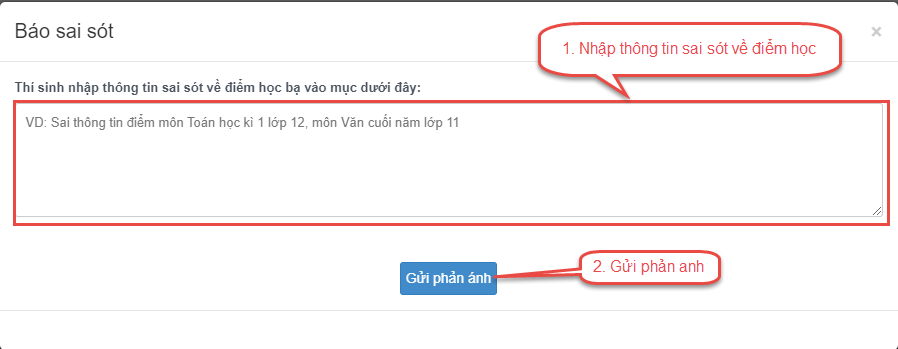 Báo sai sót
×
1. Nhập thông tin sai sót về điểm học
Thí sinh nhập thông tin sai sót về điểm học bạ vào mục dưới đây:
VD: Sai thông tin điểm môn Toán học kì 1 lớp 12, môn Văn cuối năm lớp 11
Gửi phản ánh
2. Gửi phản anh